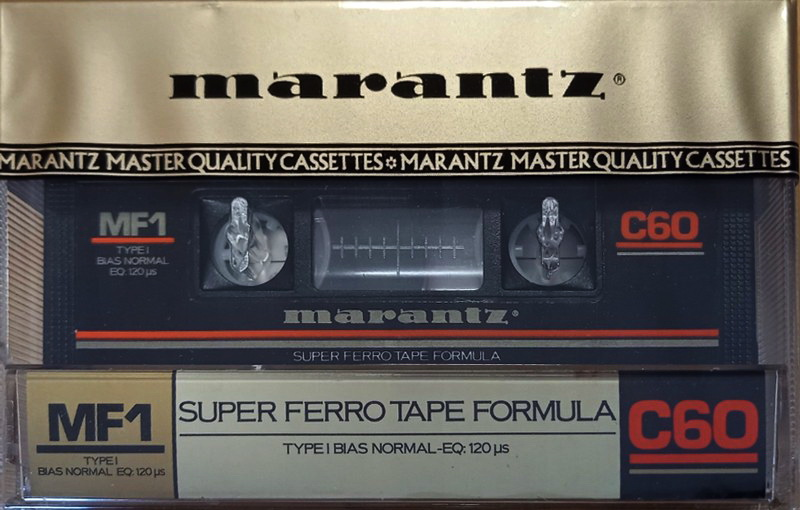 marantz®
MARANTZ MASTER QUALITY CASSETTES✲MARANTZ MASTER QUALITY CASSETTES
MF1
TYPE I
BIAS NORMAL
EQ: 120 µs
C60
marantz®
SUPER FERRO TAPE FORMULA
MF1
TYPE I
BIAS NORMAL EQ: 120 µs
SUPER FERRO TAPE FORMULA
TYPE I BIAS NORMAL-EQ: 120 µs
C60